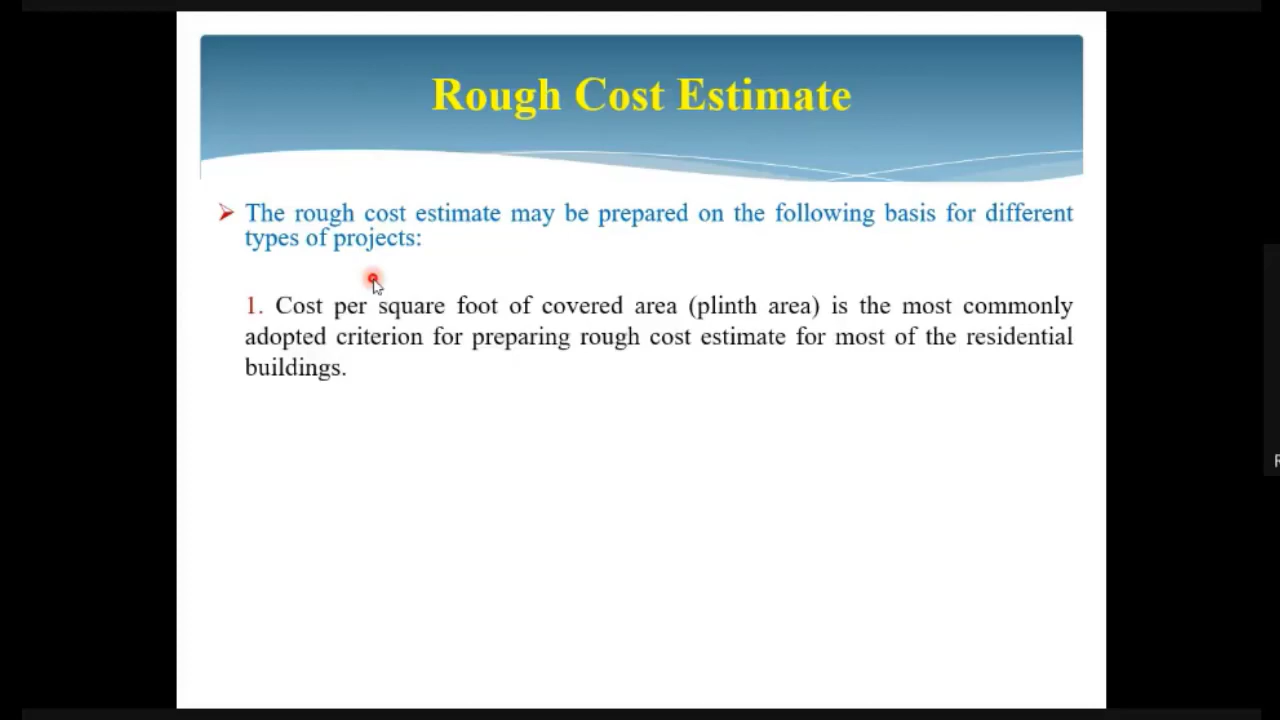 Rough Cost Estimate
The rough cost estimate may be prepared on the following basis for different
types of projects:
1. Cost per square foot of covered area (plinth area) is the most commonly
adopted criterion for preparing rough cost estimate for most of the residential
buildings.